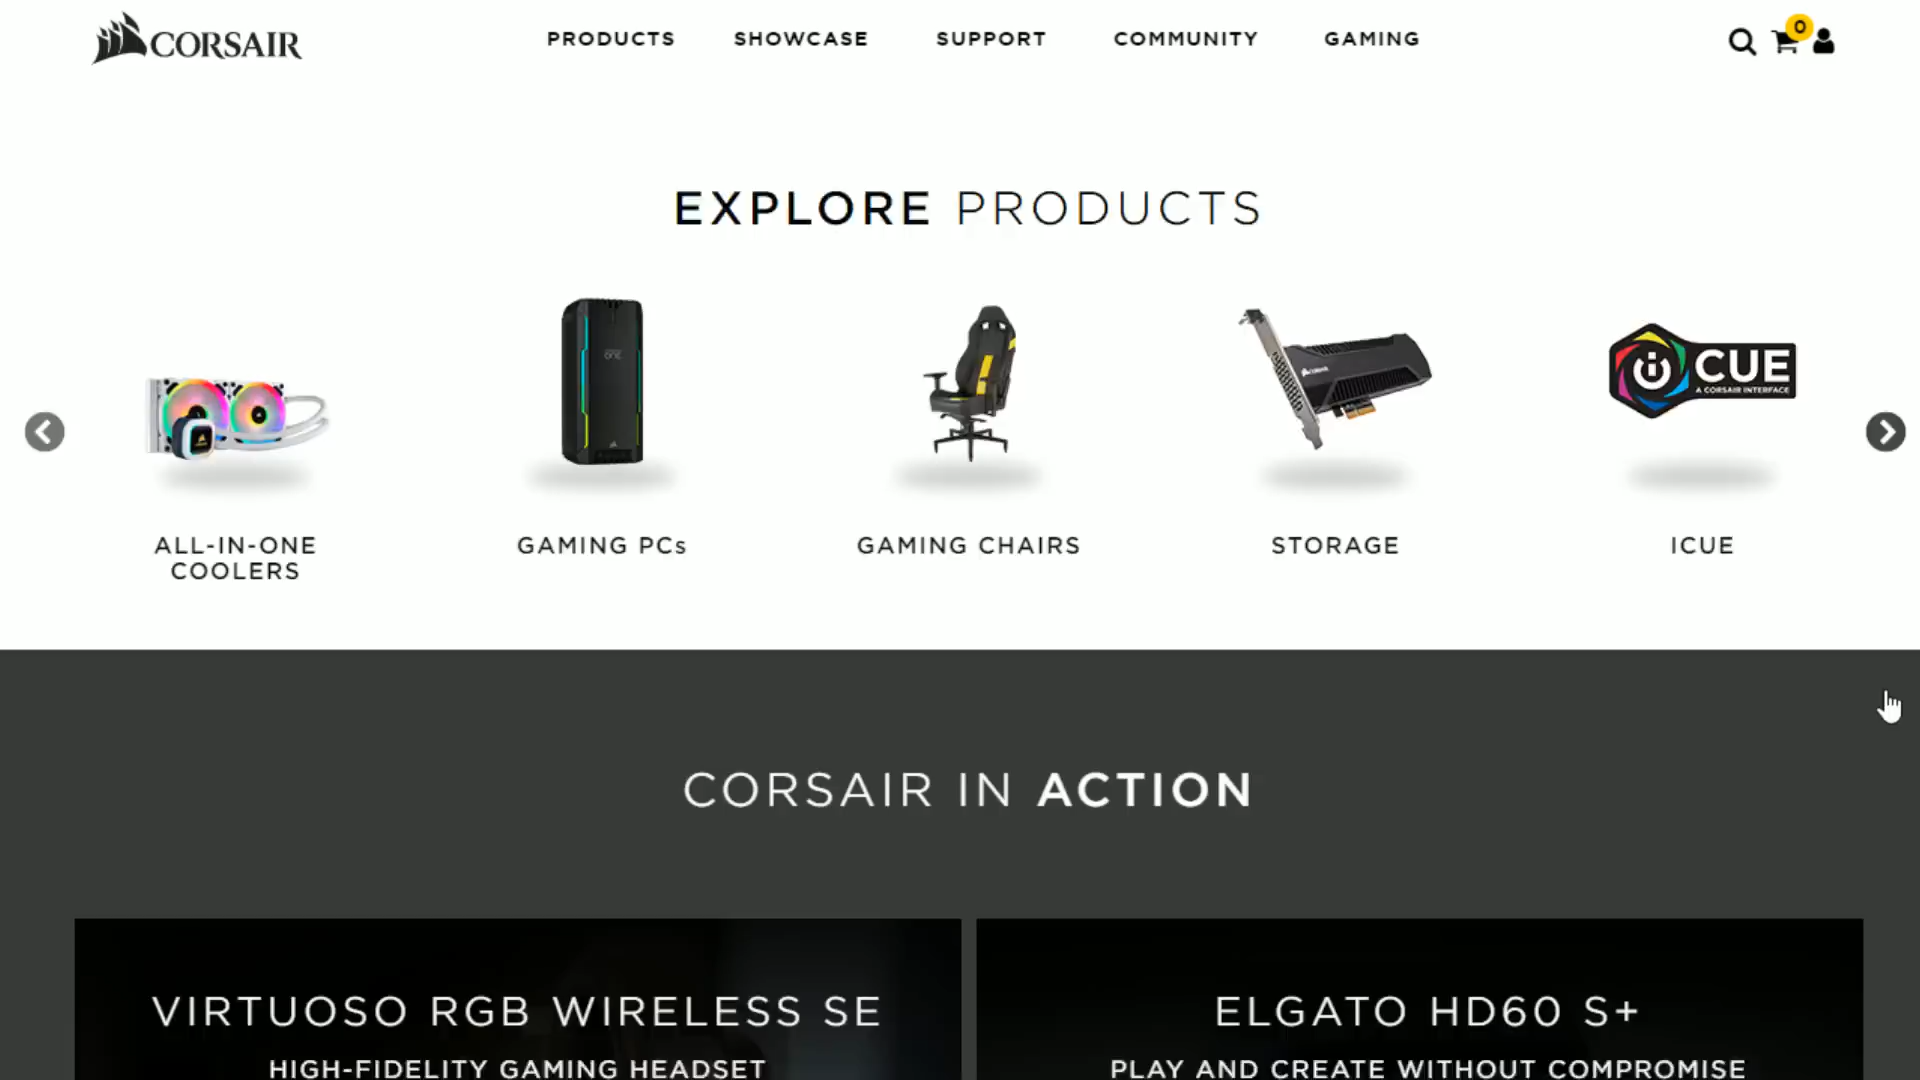 CORSAIR
PRODUCTS SHOWCASE SUPPORT COMMUNITY GAMING
0
EXPLORE PRODUCTS
CUE
A CORSAIR INTERFACE
ALL-IN-ONE
COOLERS
GAMING PCs
GAMING CHAIRS
STORAGE
ICUE
CORSAIR IN ACTION
VIRTUOSO RGB WIRELESS SE
HIGH-FIDELITY GAMING HEADSET
ELGATO HD60 S+
PLAY AND CREATE WITHOUT COMPROMISE